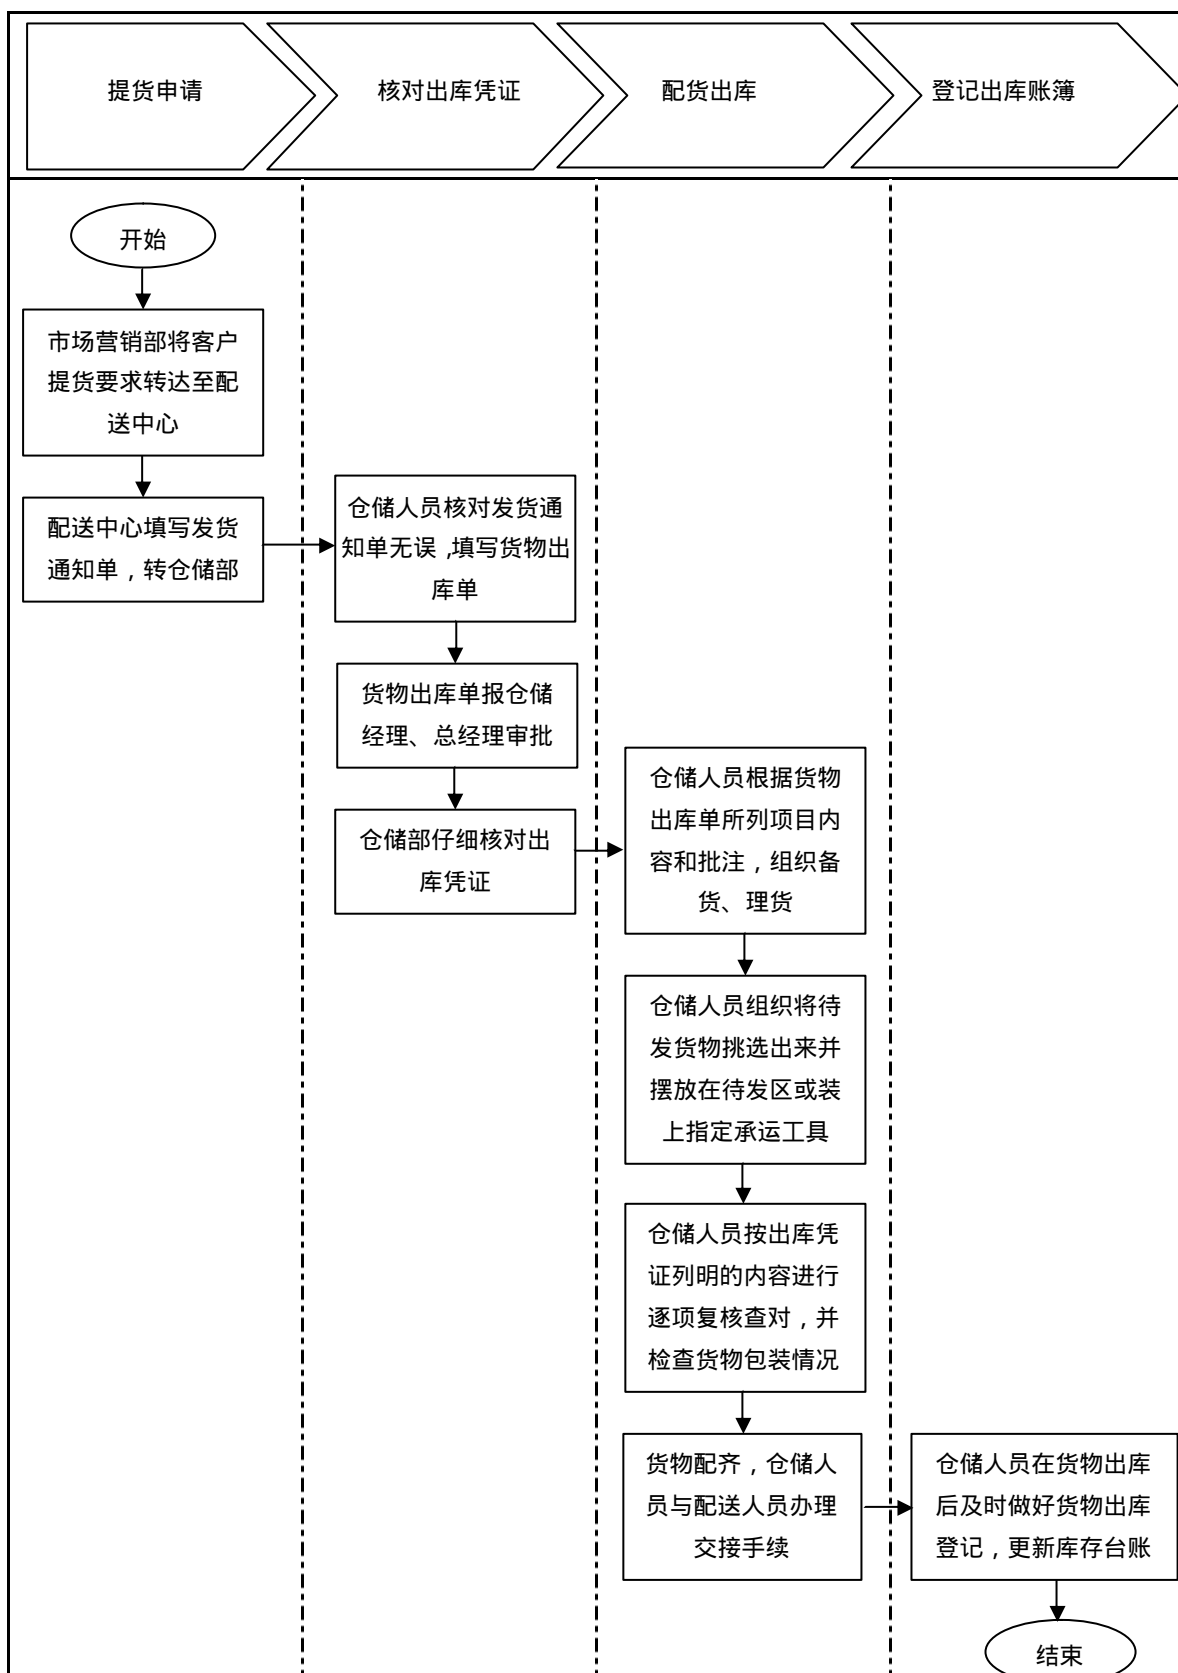 提货申请
核对出库凭证
配货出库
登记出库账簿
开始
市场营销部将客户
提货要求转达至配
送中心
配送中心填写发货
通知单，转仓储部
仓储人员核对发货通
知单无误，填写货物出
库单
货物出库单报仓储
经理、总经理审批
仓储部仔细核对出
库凭证
仓储人员根据货物
出库单所列项目内
容和批注，组织备
货、理货
仓储人员组织将待
发货物挑选出来并
摆放在待发区或装
上指定承运工具
仓储人员按出库凭
证列明的内容进行
逐项复核查对，并
检查货物包装情况
货物配齐，仓储人
员与配送人员办理
交接手续
仓储人员在货物出库
后及时做好货物出库
登记，更新库存台账
结束